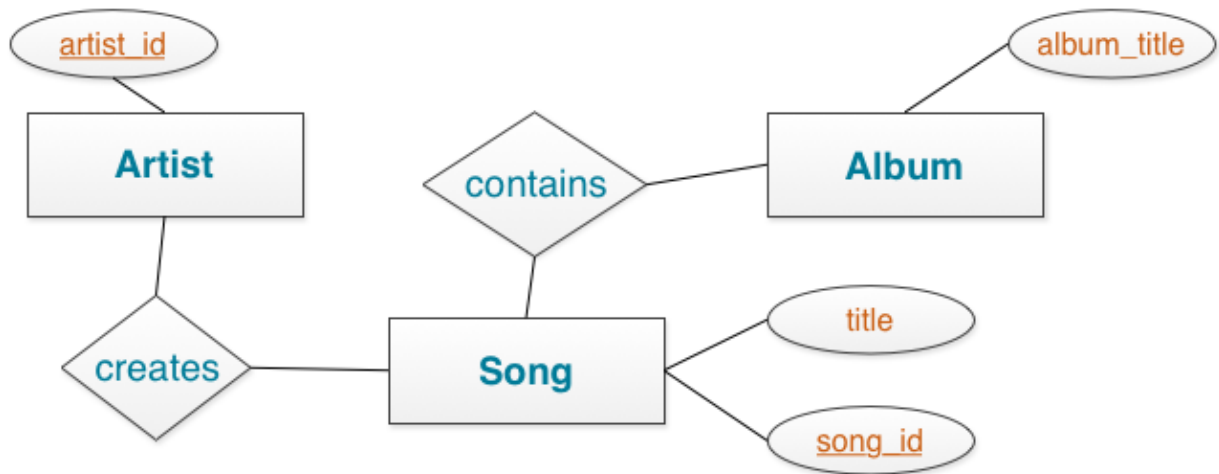 artist_id
album_title
Artist
contains
Album
title
creates
Song
song_id